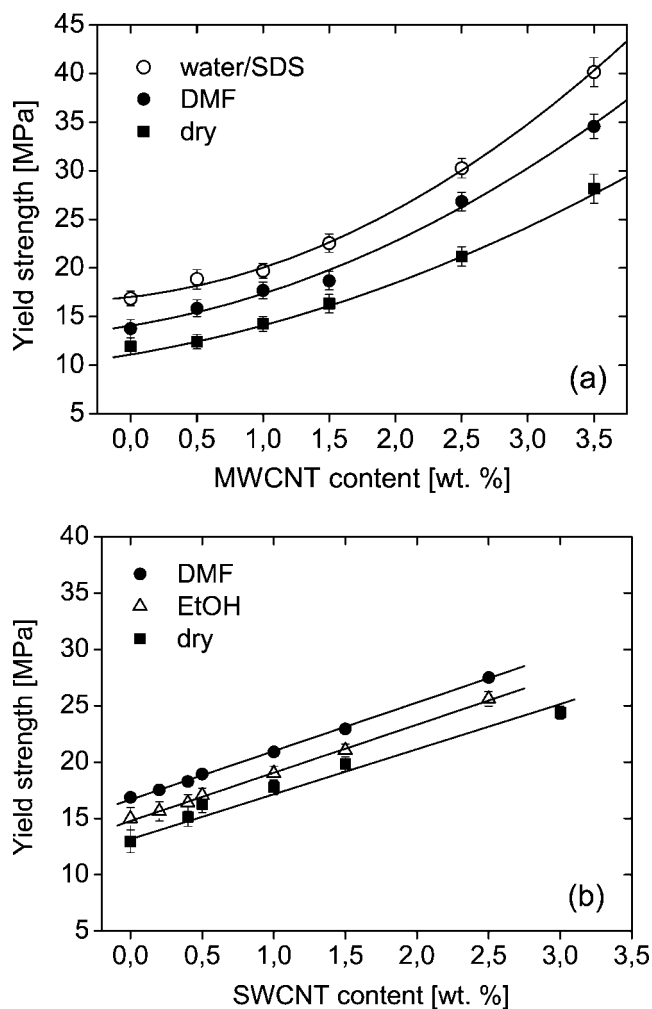 45
40
35
30
25
20
15
10
5
Yield strength [MPa]
water/SDS
DMF
dry
(a)
0,0 0,5 1,0 1,5 2,0 2,5 3,0 3,5
MWCNT content [wt. %]
40
35
30
25
20
15
10
5
Yield strength [MPa]
DMF
EtOH
dry
(b)
0,0 0,5 1,0 1,5 2,0 2,5 3,0 3,5
SWCNT content [wt. %]